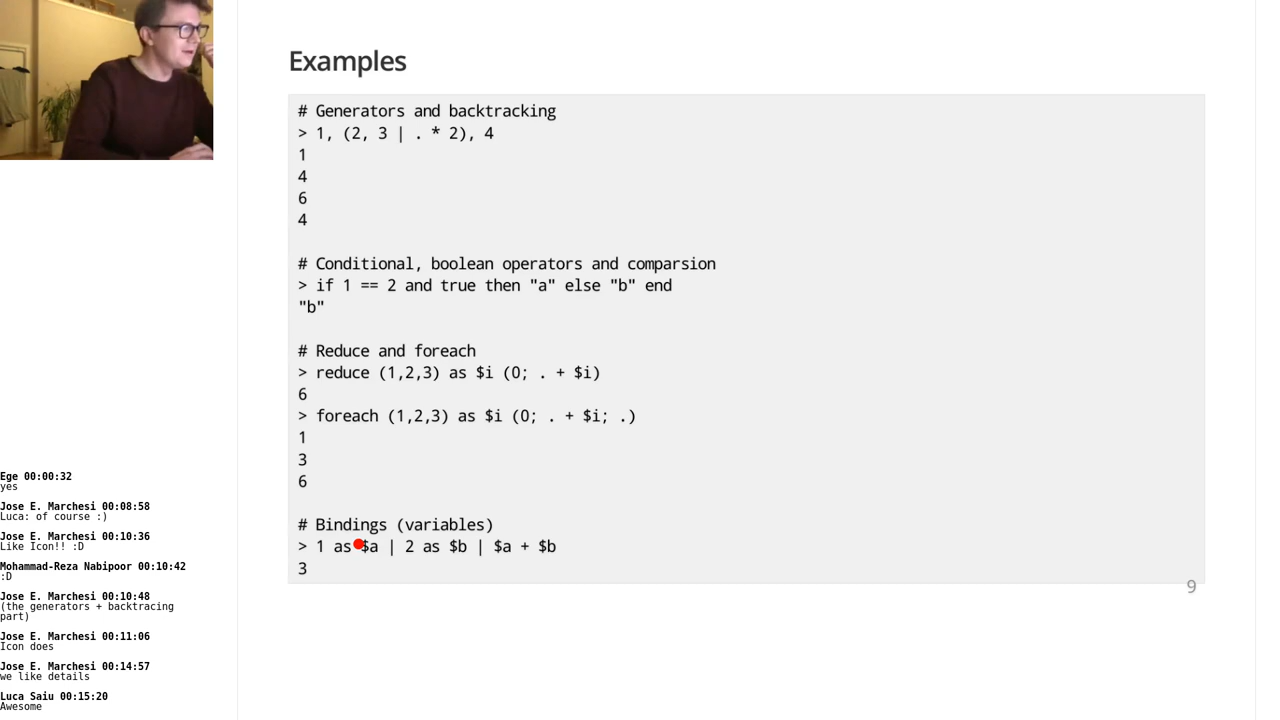 Examples
# Generators and backtracking
> 1, (2, 3 | . * 2), 4
1
4
6
4
# Conditional, boolean operators and comparsion
> if 1 == 2 and true then "a" else "b" end
"b"
# Reduce and foreach
> reduce (1,2,3) as $i (0; . + $i)
6
> foreach (1,2,3) as $i (0; . + $i; .)
1
3
6
# Bindings (variables)
> 1 as $a | 2 as $b | $a + $b
3
9
Ege 00:00:32
yes
Jose E. Marchesi 00:08:58
Luca: of course :)
Jose E. Marchesi 00:10:36
Like Icon!! :D
Mohammad-Reza Nabipoor 00:10:42
:D
Jose E. Marchesi 00:10:48
(the generators + backtracing
part)
Jose E. Marchesi 00:11:06
Icon does
Jose E. Marchesi 00:14:57
we like details
Luca Saiu 00:15:20
Awesome